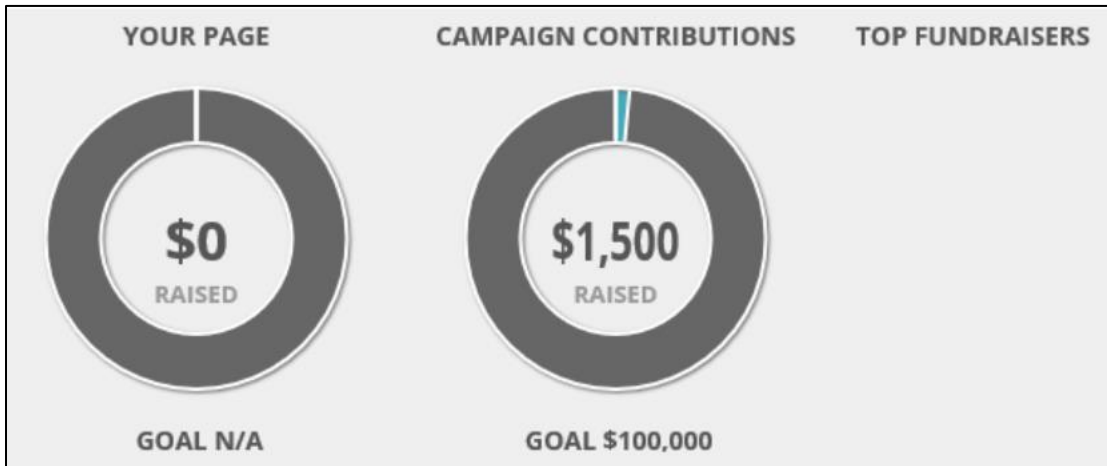 YOUR PAGE
CAMPAIGN CONTRIBUTIONS
TOP FUNDRAISERS
$0
RAISED
$1,500
RAISED
GOAL N/A
GOAL $100,000